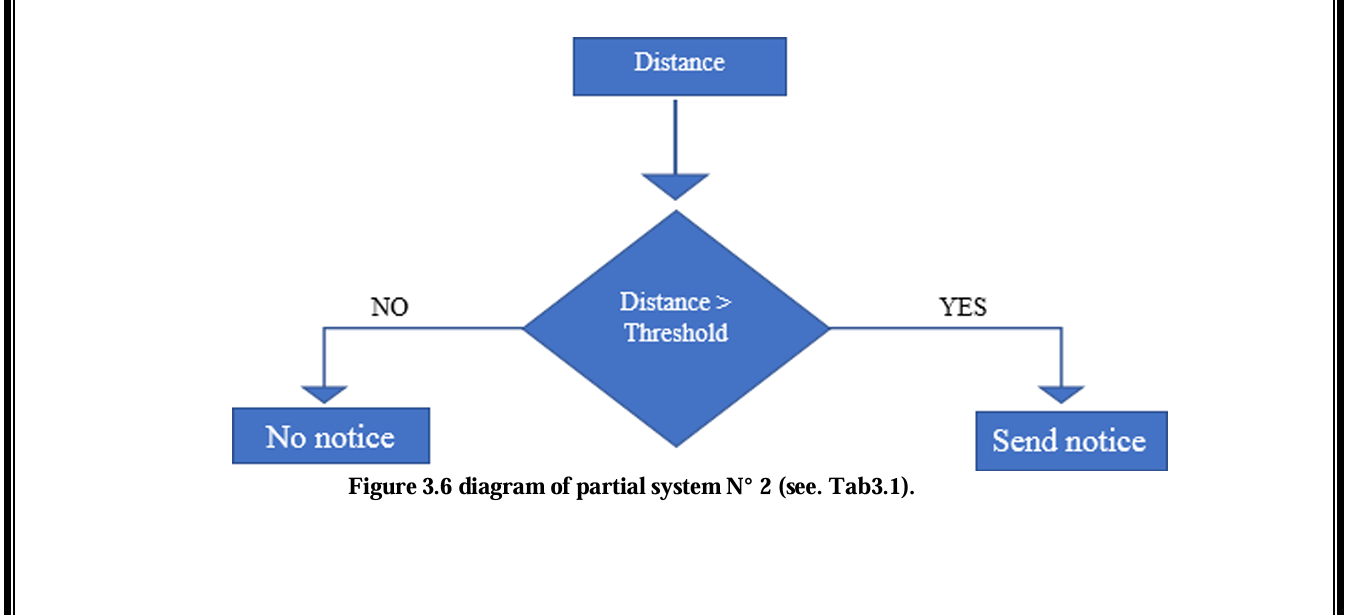 Distance
Distance >
Threshold
NO
YES
No notice
Send notice
Figure 3.6 diagram of partial system N° 2 (see. Tab3.1).